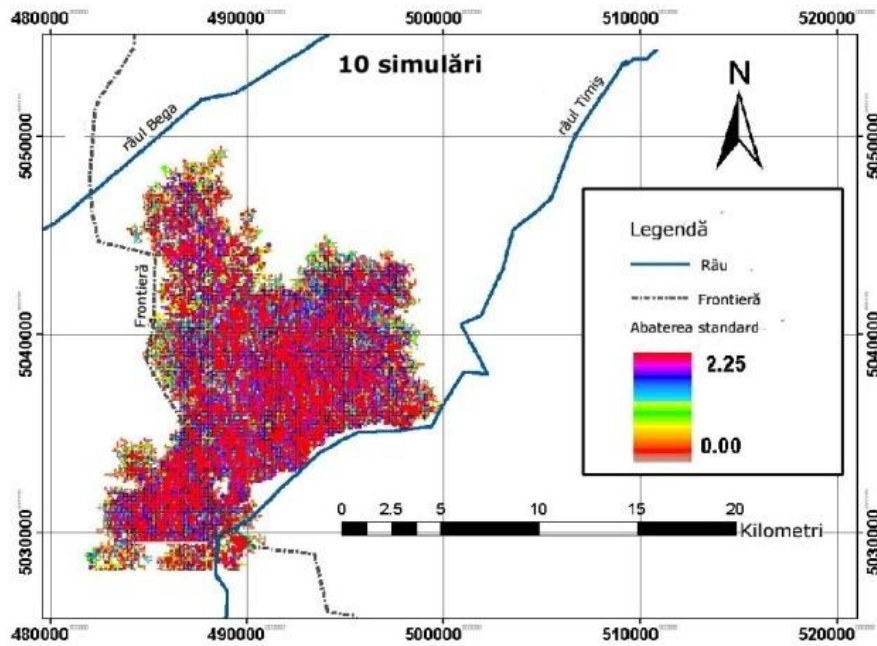 480000 490000 500000 510000 520000
10 simulări
N
râul Bega
râul Timiș
Frontieră
5050000 5050000
5040000 5040000
5030000 5030000
Legendă
Râu
Frontieră
Abaterea standard
2.25
0.00
0 2.5 5 10 15 20
Kilometri
480000 490000 500000 510000 520000